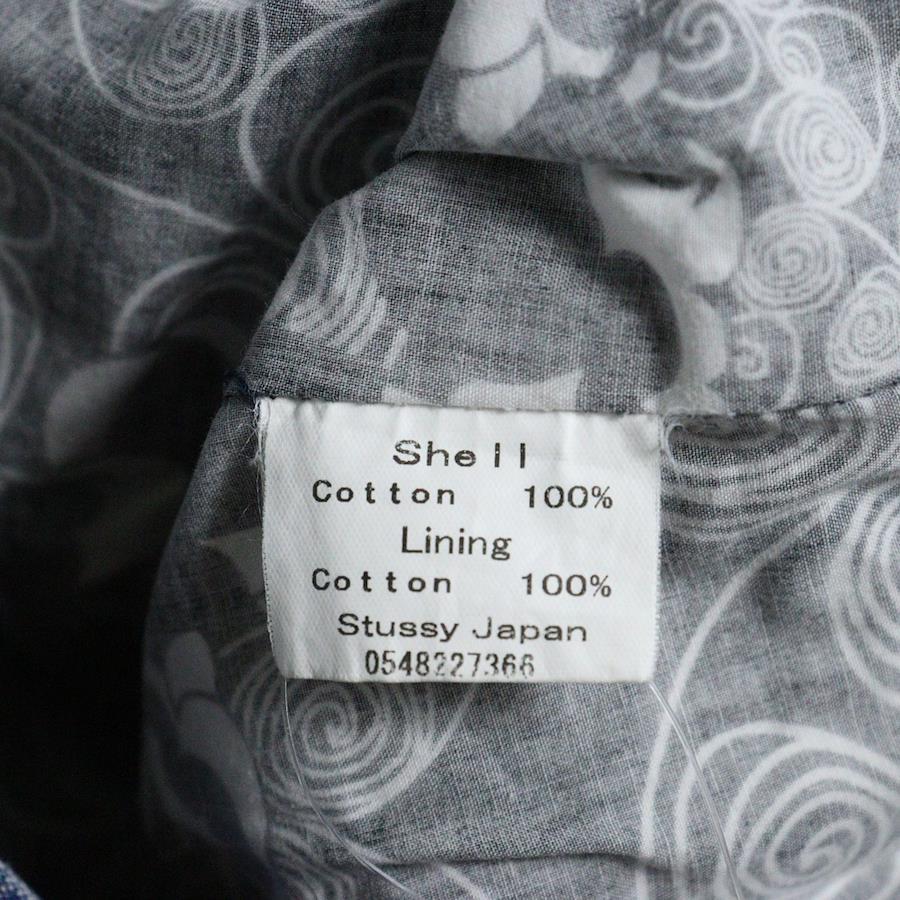 Shell
Cotton 100%
Lining
Cotton 100%
Stussy Japan
0548227366